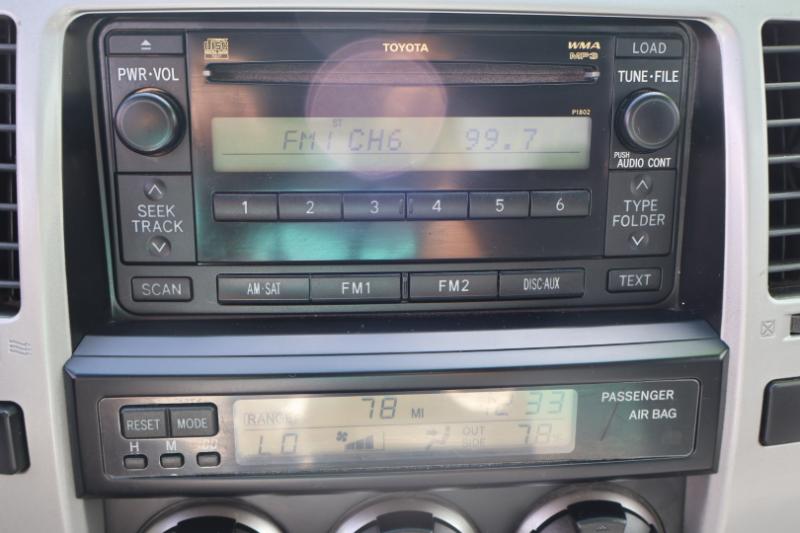 TOYOTA
WMA
MP3
LOAD
PWR·VOL
TUNE·FILE
P1802
ST
FM1 CH6 99.7
PUSH
AUDIO CONT
1 2 3 4 5 6
SEEK
TRACK
TYPE
FOLDER
SCAN
AM·SAT FM1 FM2 DISC·AUX
TEXT
RESET MODE
H M :00
RANGE 78 MI 12:33
LO OUT
SIDE
PASSENGER
AIR BAG